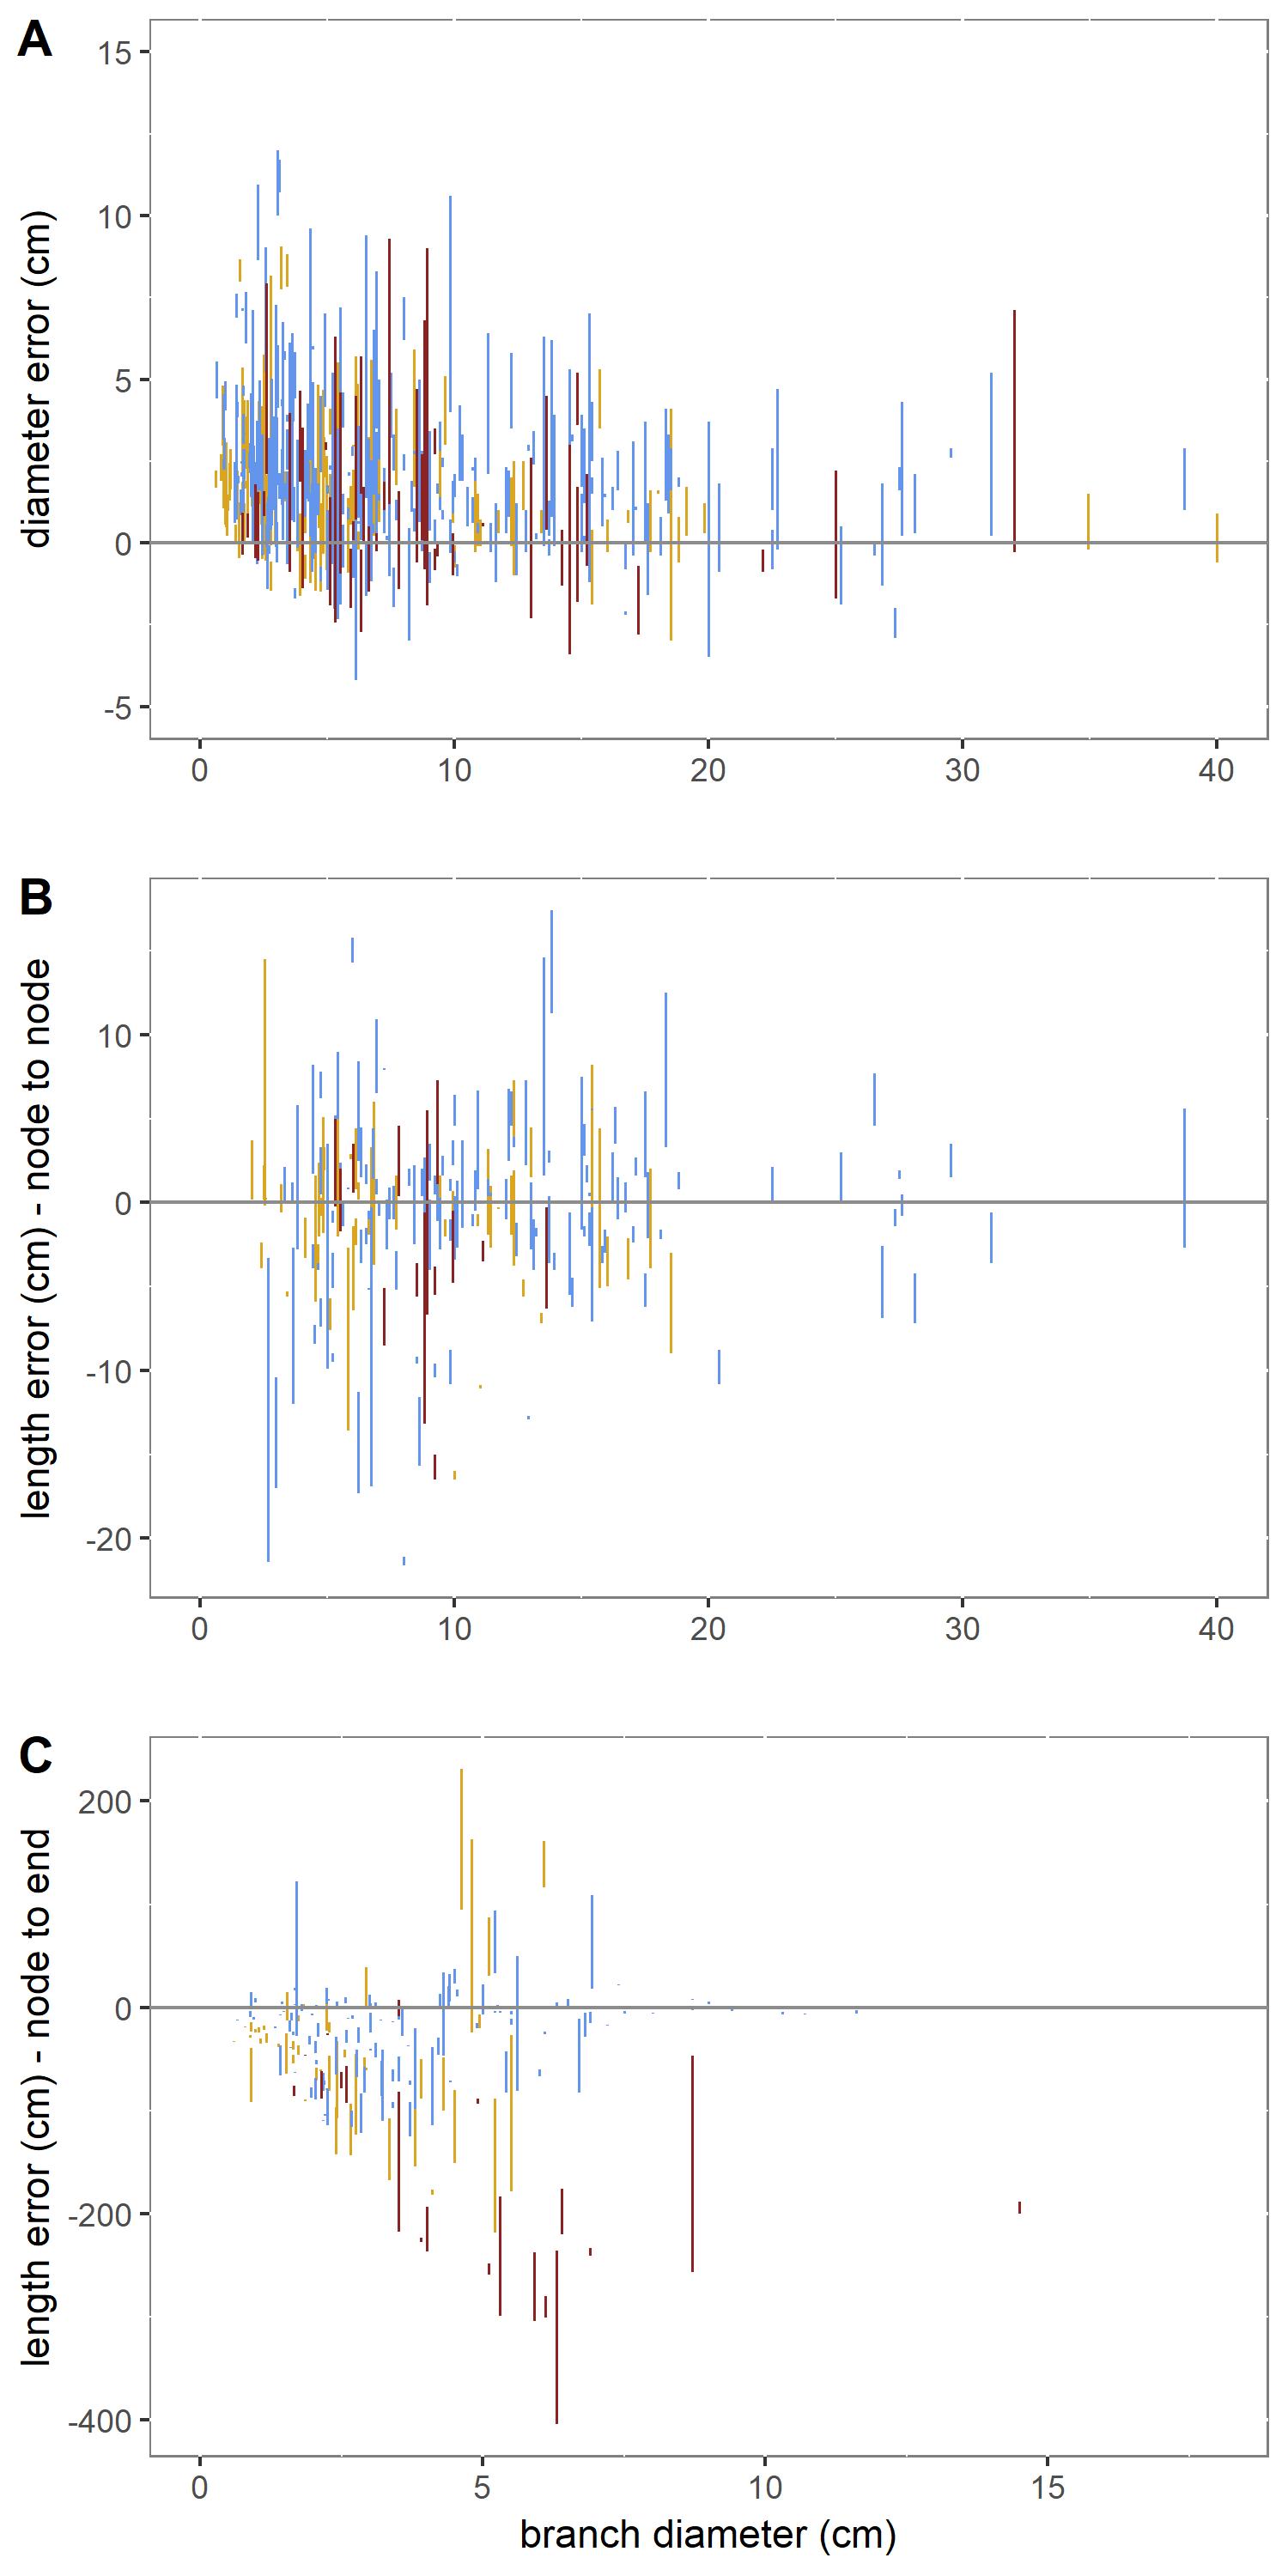 A
diameter error (cm)
15
10
5
0
-5
0 10 20 30 40
B
length error (cm) - node to node
10
0
-10
-20
0 10 20 30 40
C
length error (cm) - node to end
200
0
-200
-400
0 5 10 15
branch diameter (cm)